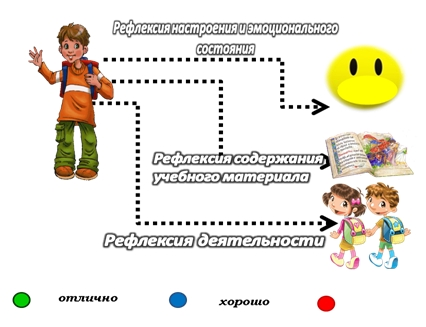 Рефлексия настроения и эмоционального
состояния
Рефлексия содержания
учебного материала
Рефлексия деятельности
отлично
хорошо